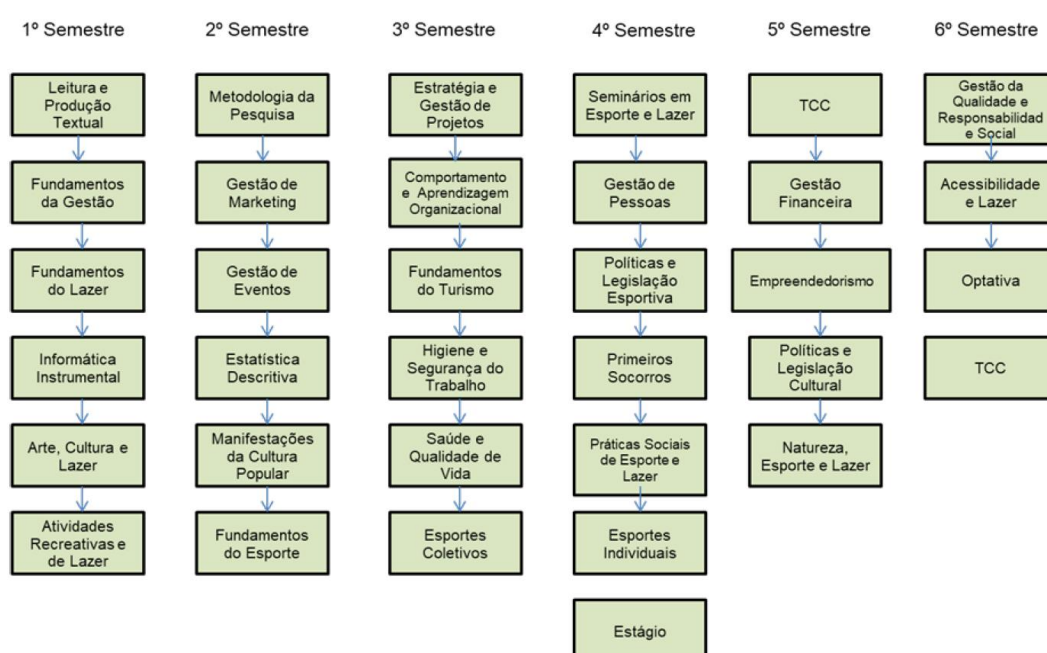 1º Semestre
2º Semestre
3º Semestre
4º Semestre
5º Semestre
6º Semestre
Leitura e
Produção
Textual
Fundamentos
da Gestão
Fundamentos
do Lazer
Informática
Instrumental
Arte, Cultura e
Lazer
Atividades
Recreativas e
de Lazer
Metodologia da
Pesquisa
Gestão de
Marketing
Gestão de
Eventos
Estatística
Descritiva
Manifestações
da Cultura
Popular
Fundamentos
do Esporte
Estratégia e
Gestão de
Projetos
Comportamento
e Aprendizagem
Organizacional
Fundamentos
do Turismo
Higiene e
Segurança do
Trabalho
Saúde e
Qualidade de
Vida
Esportes
Coletivos
Seminários em
Esporte e Lazer
Gestão de
Pessoas
Políticas e
Legislação
Esportiva
Primeiros
Socorros
Práticas Sociais
de Esporte e
Lazer
Esportes
Individuais
Estágio
TCC
Gestão
Financeira
Empreendedorismo
Políticas e
Legislação
Cultural
Natureza,
Esporte e Lazer
Gestão da
Qualidade e
Responsabilidad
e Social
Acessibilidade
e Lazer
Optativa
TCC